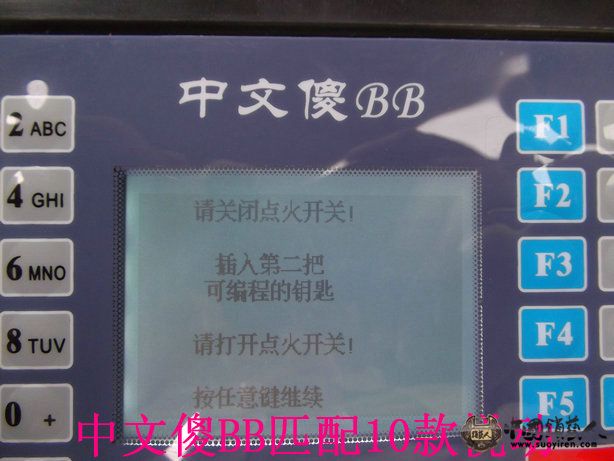 中文傻BB
2 ABC
F1
4 GHI
F2
请关闭点火开关!
插入第二把
6 MNO
F3
可编程的钥匙
8 TUV
请打开点火开关!
F4
按任意键继续
0 +
F5
中文傻BB匹配10款
www.suoyiren.com